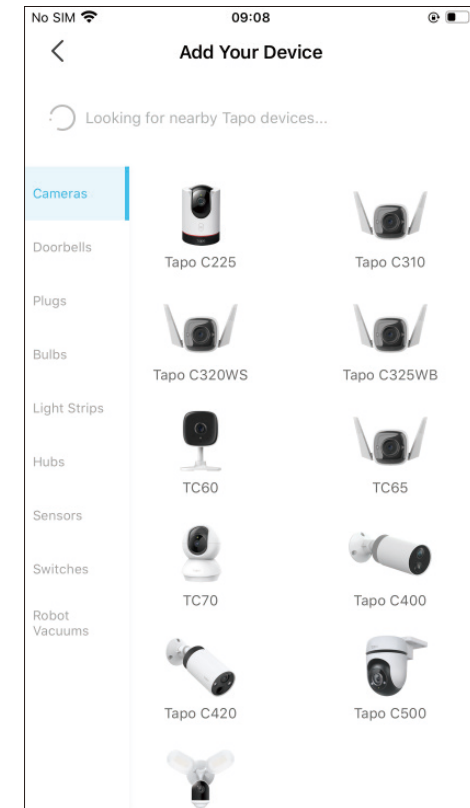 No SIM 09:08
Add Your Device
Looking for nearby Tapo devices...
Cameras
Doorbells
Plugs
Bulbs
Light Strips
Hubs
Sensors
Switches
Robot
Vacuums
Tapo C225 Tapo C310
Tapo C320WS Tapo C325WB
TC60 TC65
TC70 Tapo C400
Tapo C420 Tapo C500